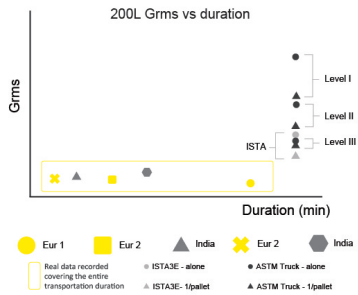 200L Grms vs duration
Grms
Level I
Level II
ISTA
Level III
Duration (min)
Eur 1
Eur 2
India
Eur 2
India
Real data recorded
covering the entire
transportation duration
ISTA3E - alone
ASTM Truck - alone
ISTA3E- 1/pallet
ASTM Truck - 1/pallet